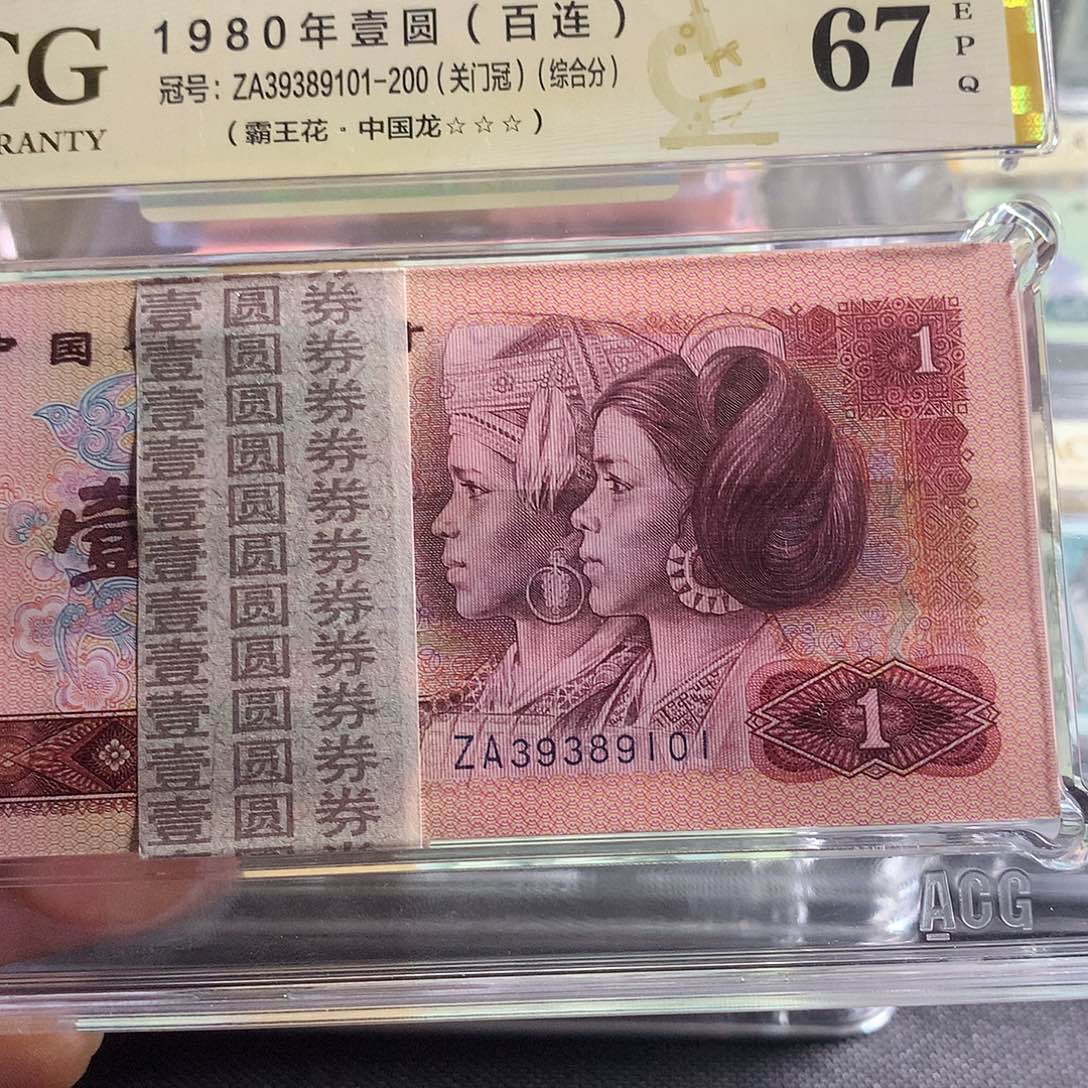 1980年壹圆（百连）
冠号：ZA39389101-200（关门冠）（综合分）
（霸王花·中国龙☆☆☆）
CG
RANTY
67
EPQ
中国
壹
壹 圆 券
壹 圆 券
壹 圆 券
壹 圆 券
壹 圆 券
壹 圆 券
壹 圆 券
壹 圆 券
壹 圆 券
壹 圆 券
壹 圆 券
1
ZA39389101
1
ACG